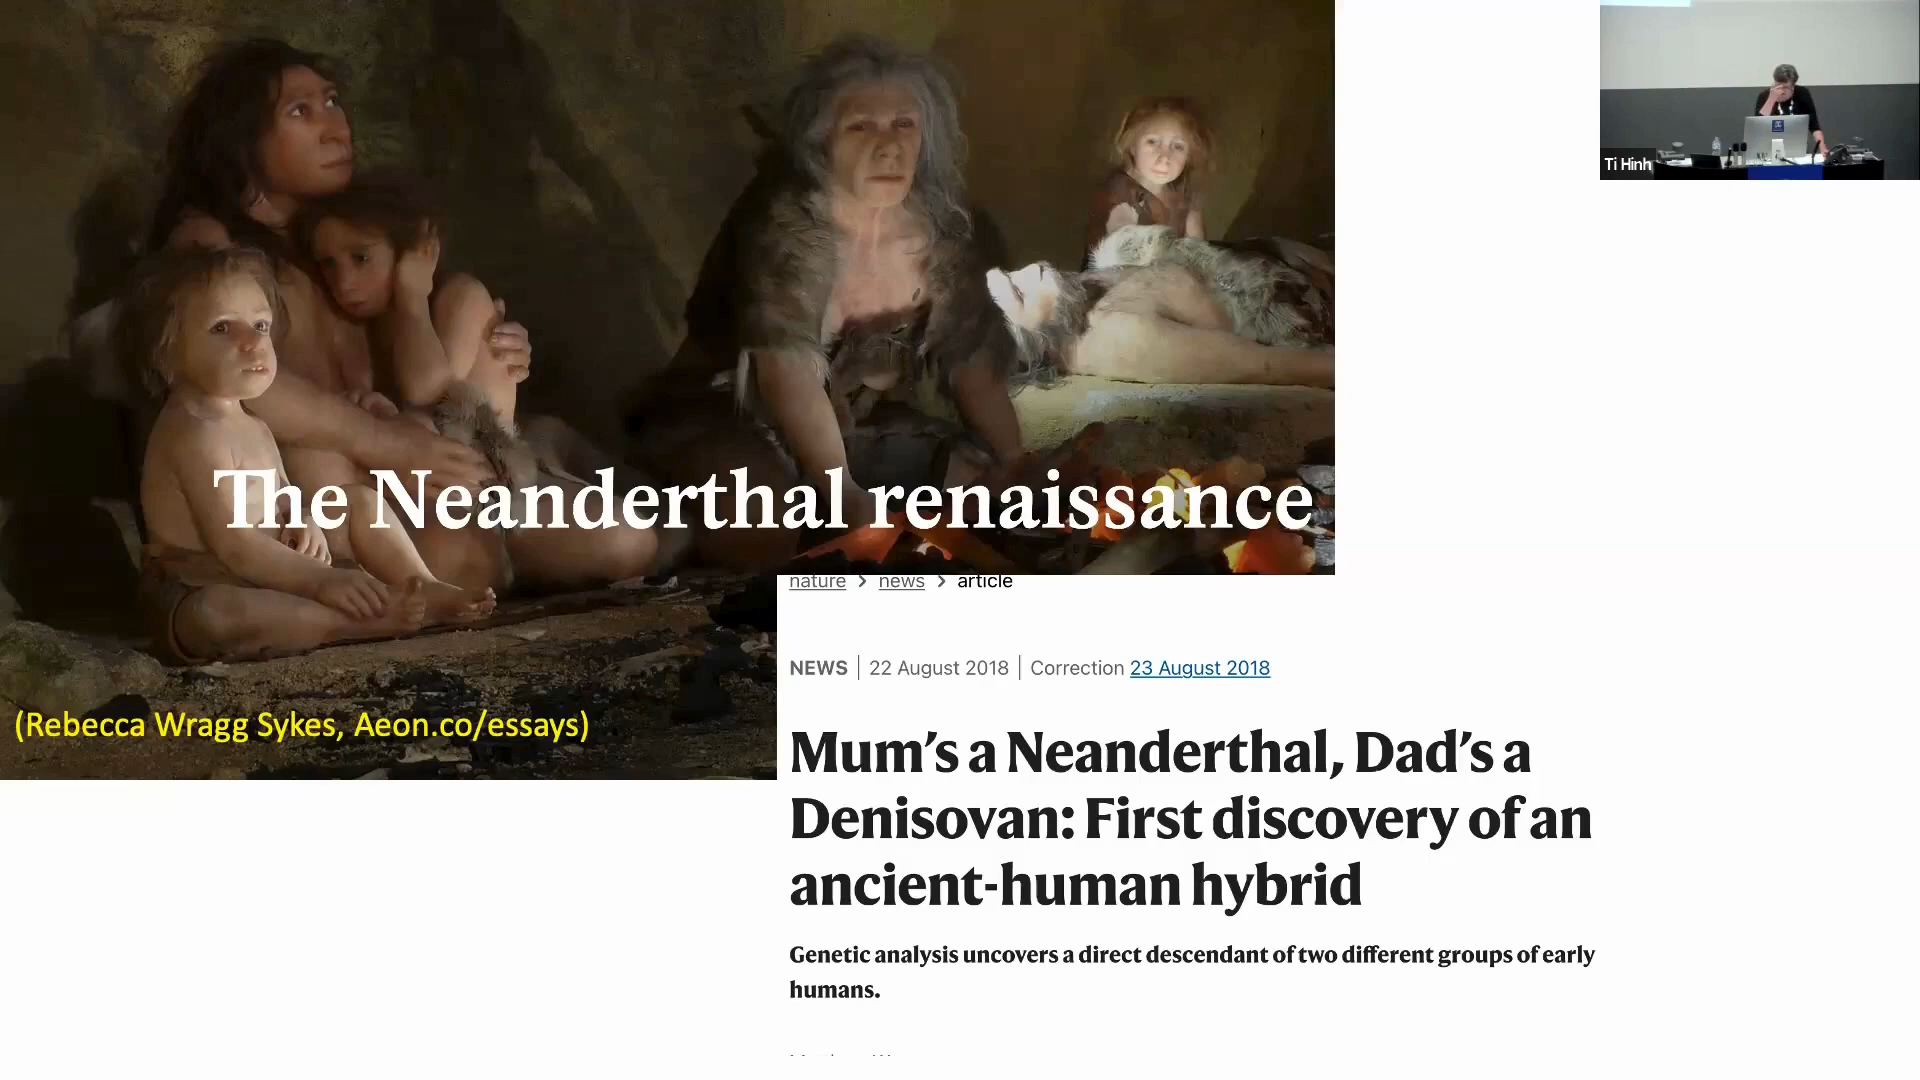 The Neanderthal renaissance
(Rebecca Wragg Sykes, Aeon.co/essays)
nature > news > article
NEWS | 22 August 2018 | Correction 23 August 2018
Mum’s a Neanderthal, Dad’s a
Denisovan: First discovery of an
ancient-human hybrid
Genetic analysis uncovers a direct descendant of two different groups of early
humans.
Ti Hinh